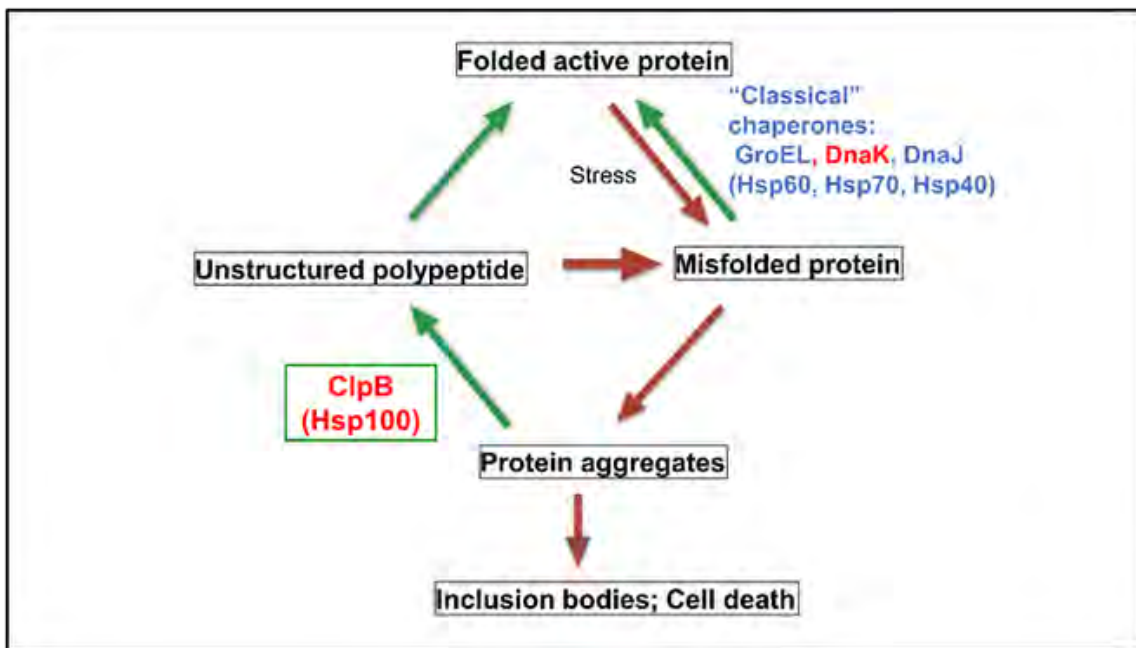 Folded active protein
"Classical"
chaperones:
GroEL, DnaK, DnaJ
(Hsp60, Hsp70, Hsp40)
Stress
Unstructured polypeptide
Misfolded protein
ClpB
(Hsp100)
Protein aggregates
Inclusion bodies; Cell death